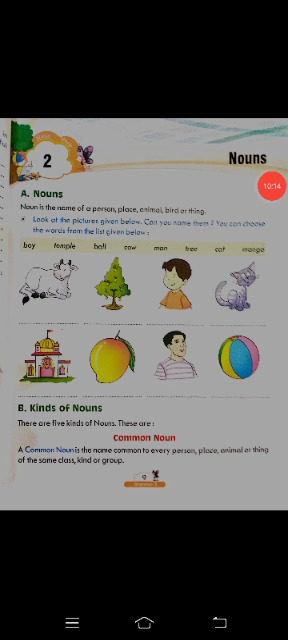 2
Nouns
10:14
A. Nouns
Noun is the name of a person, place, animal, bird or thing.
Look at the pictures given below. Can you name them? You can choose
the words from the list given below:
boy temple ball cow man tree cat mango
B. Kinds of Nouns
There are five kinds of Nouns. These are:
Common Noun
A Common Noun is the name common to every person, place, animal or thing
of the same class, kind or group.
9